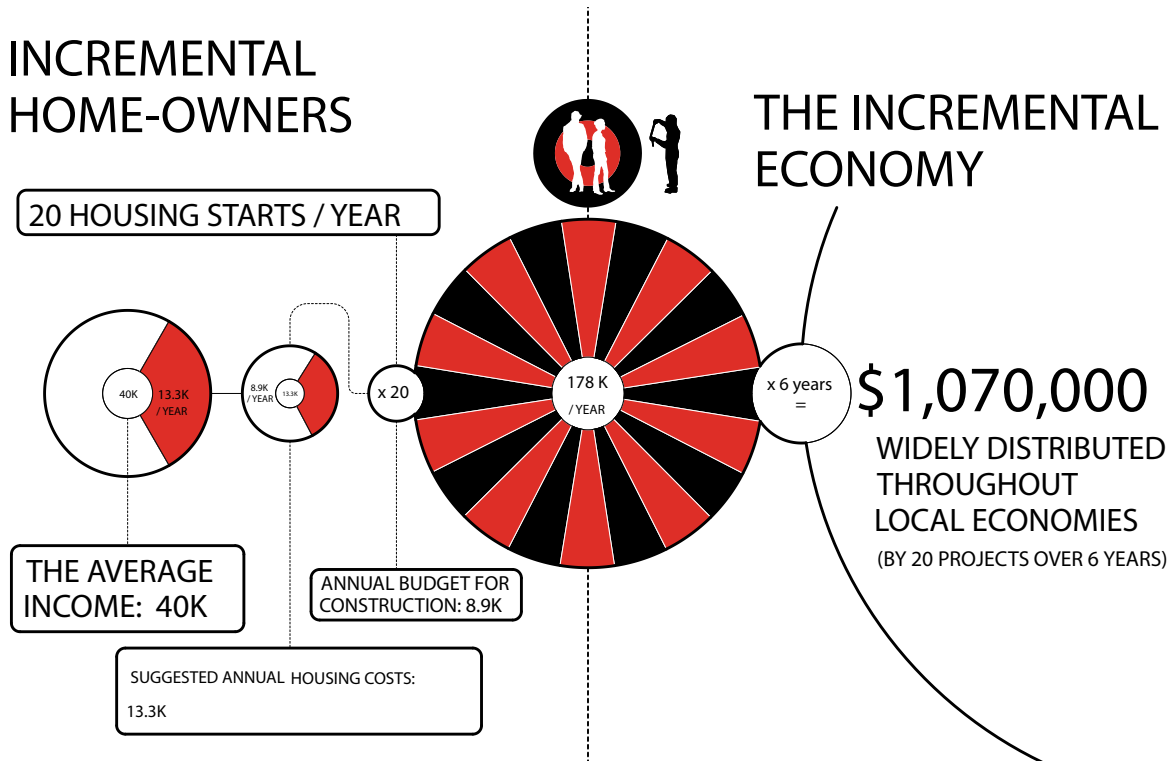 INCREMENTAL
HOME-OWNERS
THE INCREMENTAL
ECONOMY
20 HOUSING STARTS / YEAR
40K
13.3K
/ YEAR
8.9K
/ YEAR
13.3K
x 20
178 K
/ YEAR
x 6 years
=
$1,070,000
WIDELY DISTRIBUTED
THROUGHOUT
LOCAL ECONOMIES
(BY 20 PROJECTS OVER 6 YEARS)
THE AVERAGE
INCOME: 40K
ANNUAL BUDGET FOR
CONSTRUCTION: 8.9K
SUGGESTED ANNUAL HOUSING COSTS:
13.3K